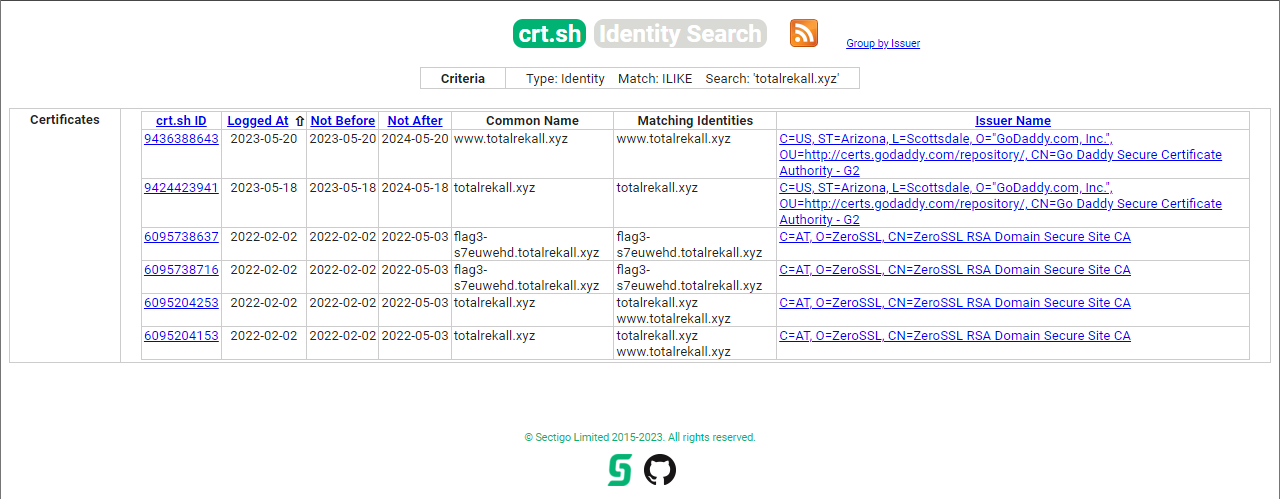 crt.sh Identity Search Group by Issuer
Criteria Type: Identity Match: ILIKE Search: 'totalrekall.xyz'
Certificates crt.sh ID Logged At ⇧ Not Before Not After Common Name Matching Identities Issuer Name
9436388643 2023-05-20 2023-05-20 2024-05-20 www.totalrekall.xyz www.totalrekall.xyz C=US, ST=Arizona, L=Scottsdale, O="GoDaddy.com, Inc.",
OU=http://certs.godaddy.com/repository/, CN=Go Daddy Secure Certificate
Authority - G2
9424423941 2023-05-18 2023-05-18 2024-05-18 totalrekall.xyz totalrekall.xyz C=US, ST=Arizona, L=Scottsdale, O="GoDaddy.com, Inc.",
OU=http://certs.godaddy.com/repository/, CN=Go Daddy Secure Certificate
Authority - G2
6095738637 2022-02-02 2022-02-02 2022-05-03 flag3- flag3- C=AT, O=ZeroSSL, CN=ZeroSSL RSA Domain Secure Site CA
s7euwehd.totalrekall.xyz s7euwehd.totalrekall.xyz
6095738716 2022-02-02 2022-02-02 2022-05-03 flag3- flag3- C=AT, O=ZeroSSL, CN=ZeroSSL RSA Domain Secure Site CA
s7euwehd.totalrekall.xyz s7euwehd.totalrekall.xyz
6095204253 2022-02-02 2022-02-02 2022-05-03 totalrekall.xyz totalrekall.xyz C=AT, O=ZeroSSL, CN=ZeroSSL RSA Domain Secure Site CA
www.totalrekall.xyz
6095204153 2022-02-02 2022-02-02 2022-05-03 totalrekall.xyz totalrekall.xyz C=AT, O=ZeroSSL, CN=ZeroSSL RSA Domain Secure Site CA
www.totalrekall.xyz
© Sectigo Limited 2015-2023. All rights reserved.